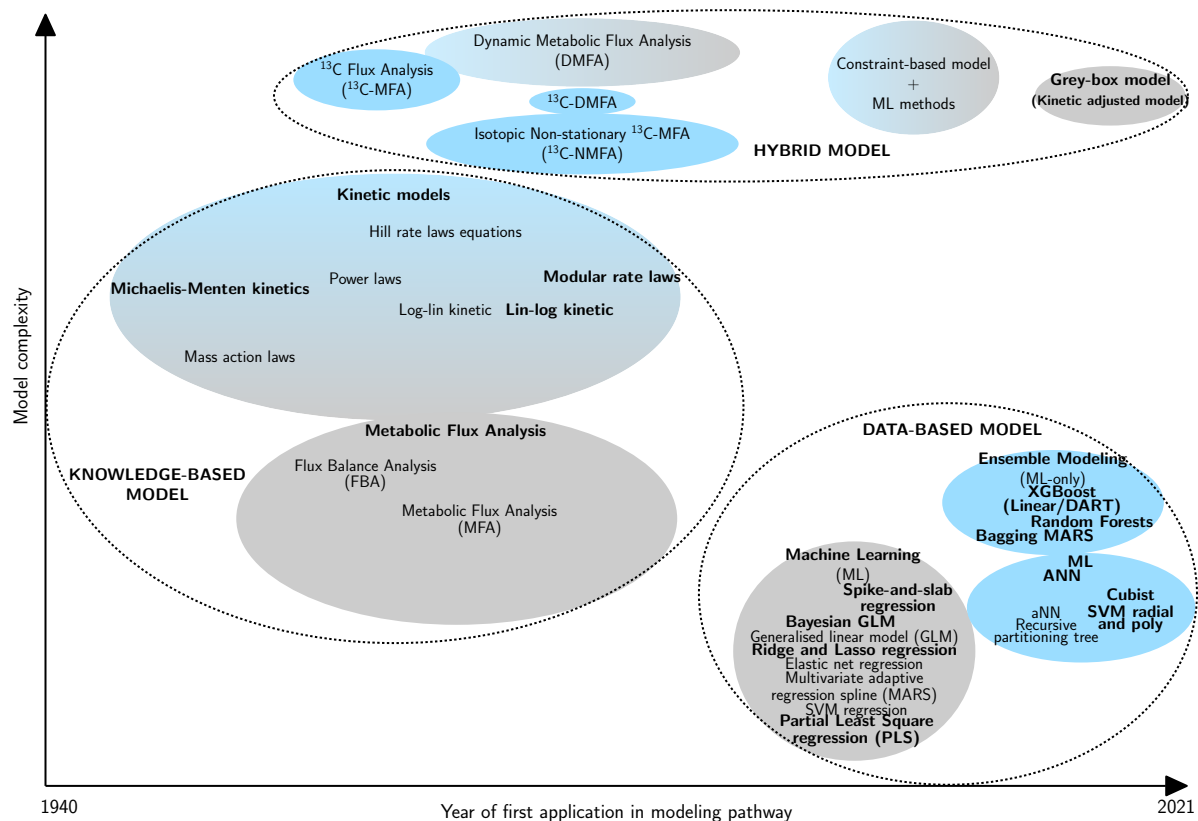 Dynamic Metabolic Flux Analysis
(DMFA)
¹³C Flux Analysis
(¹³C-MFA)
¹³C-DMFA
Isotopic Non-stationary ¹³C-MFA
(¹³C-NMFA)
Constraint-based model
+
ML methods
Grey-box model
(Kinetic adjusted model)
HYBRID MODEL
Kinetic models
Hill rate laws equations
Power laws
Modular rate laws
Michaelis-Menten kinetics
Log-lin kinetic
Lin-log kinetic
Mass action laws
Model complexity
Metabolic Flux Analysis
Flux Balance Analysis
(FBA)
Metabolic Flux Analysis
(MFA)
KNOWLEDGE-BASED
MODEL
DATA-BASED MODEL
Ensemble Modeling
(ML-only)
XGBoost
(Linear/DART)
Random Forests
Bagging MARS
ML
ANN
Cubist
SVM radial
and poly
aNN
Recursive
partitioning tree
Machine Learning
(ML)
Spike-and-slab
regression
Bayesian GLM
Generalised linear model (GLM)
Ridge and Lasso regression
Elastic net regression
Multivariate adaptive
regression spline (MARS)
SVM regression
Partial Least Square
regression (PLS)
1940
Year of first application in modeling pathway
2021